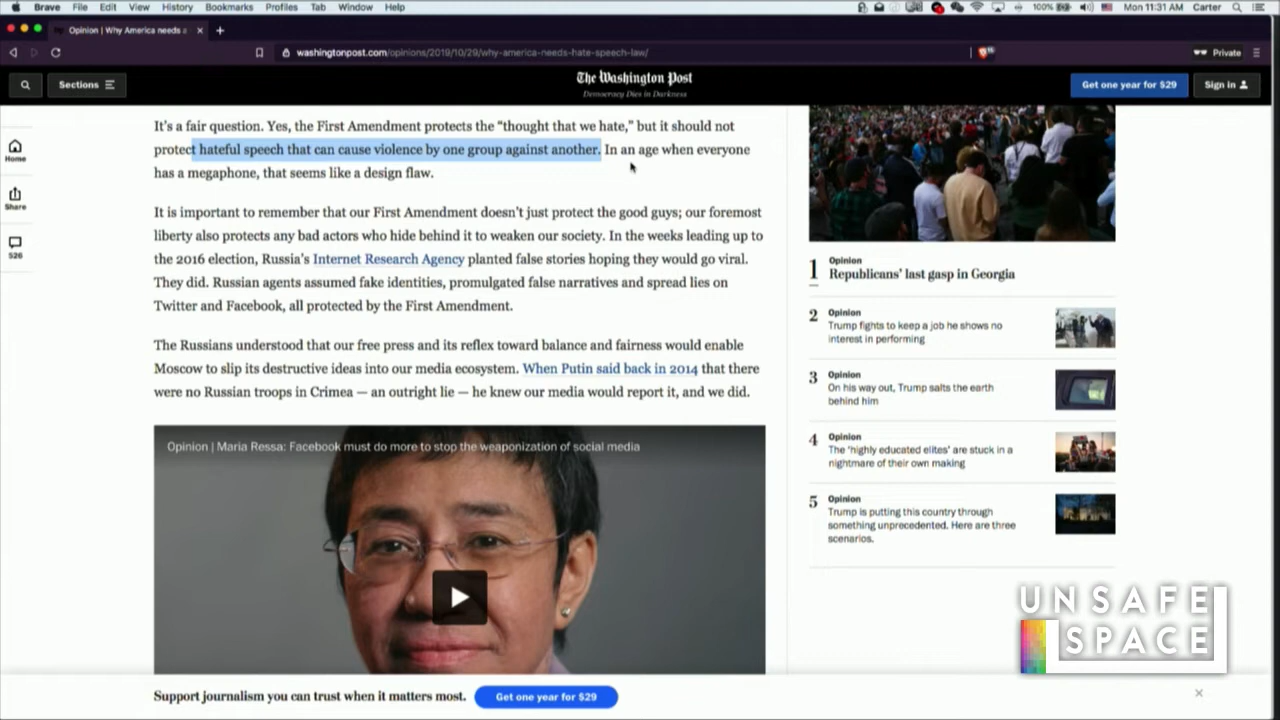 Brave File Edit View History Bookmarks Profiles Tab Window Help 100% Mon 11:31 AM Carter
Opinion | Why America needs a
washingtonpost.com/opinions/2019/10/29/why-america-needs-hate-speech-law/
Private
Sections
The Washington Post
Democracy Dies in Darkness
Get one year for $29
Sign in
Home
Share
526
It's a fair question. Yes, the First Amendment protects the “thought that we hate,” but it should not
protect hateful speech that can cause violence by one group against another. In an age when everyone
has a megaphone, that seems like a design flaw.
It is important to remember that our First Amendment doesn't just protect the good guys; our foremost
liberty also protects any bad actors who hide behind it to weaken our society. In the weeks leading up to
the 2016 election, Russia's Internet Research Agency planted false stories hoping they would go viral.
They did. Russian agents assumed fake identities, promulgated false narratives and spread lies on
Twitter and Facebook, all protected by the First Amendment.
The Russians understood that our free press and its reflex toward balance and fairness would enable
Moscow to slip its destructive ideas into our media ecosystem. When Putin said back in 2014 that there
were no Russian troops in Crimea — an outright lie — he knew our media would report it, and we did.
Opinion | Maria Ressa: Facebook must do more to stop the weaponization of social media
1
Opinion
Republicans' last gasp in Georgia
2
Opinion
Trump fights to keep a job he shows no
interest in performing
3
Opinion
On his way out, Trump salts the earth
behind him
4
Opinion
The 'highly educated elites' are stuck in a
nightmare of their own making
5
Opinion
Trump is putting this country through
something unprecedented. Here are three
scenarios.
UNSAFE
SPACE
Support journalism you can trust when it matters most.
Get one year for $29